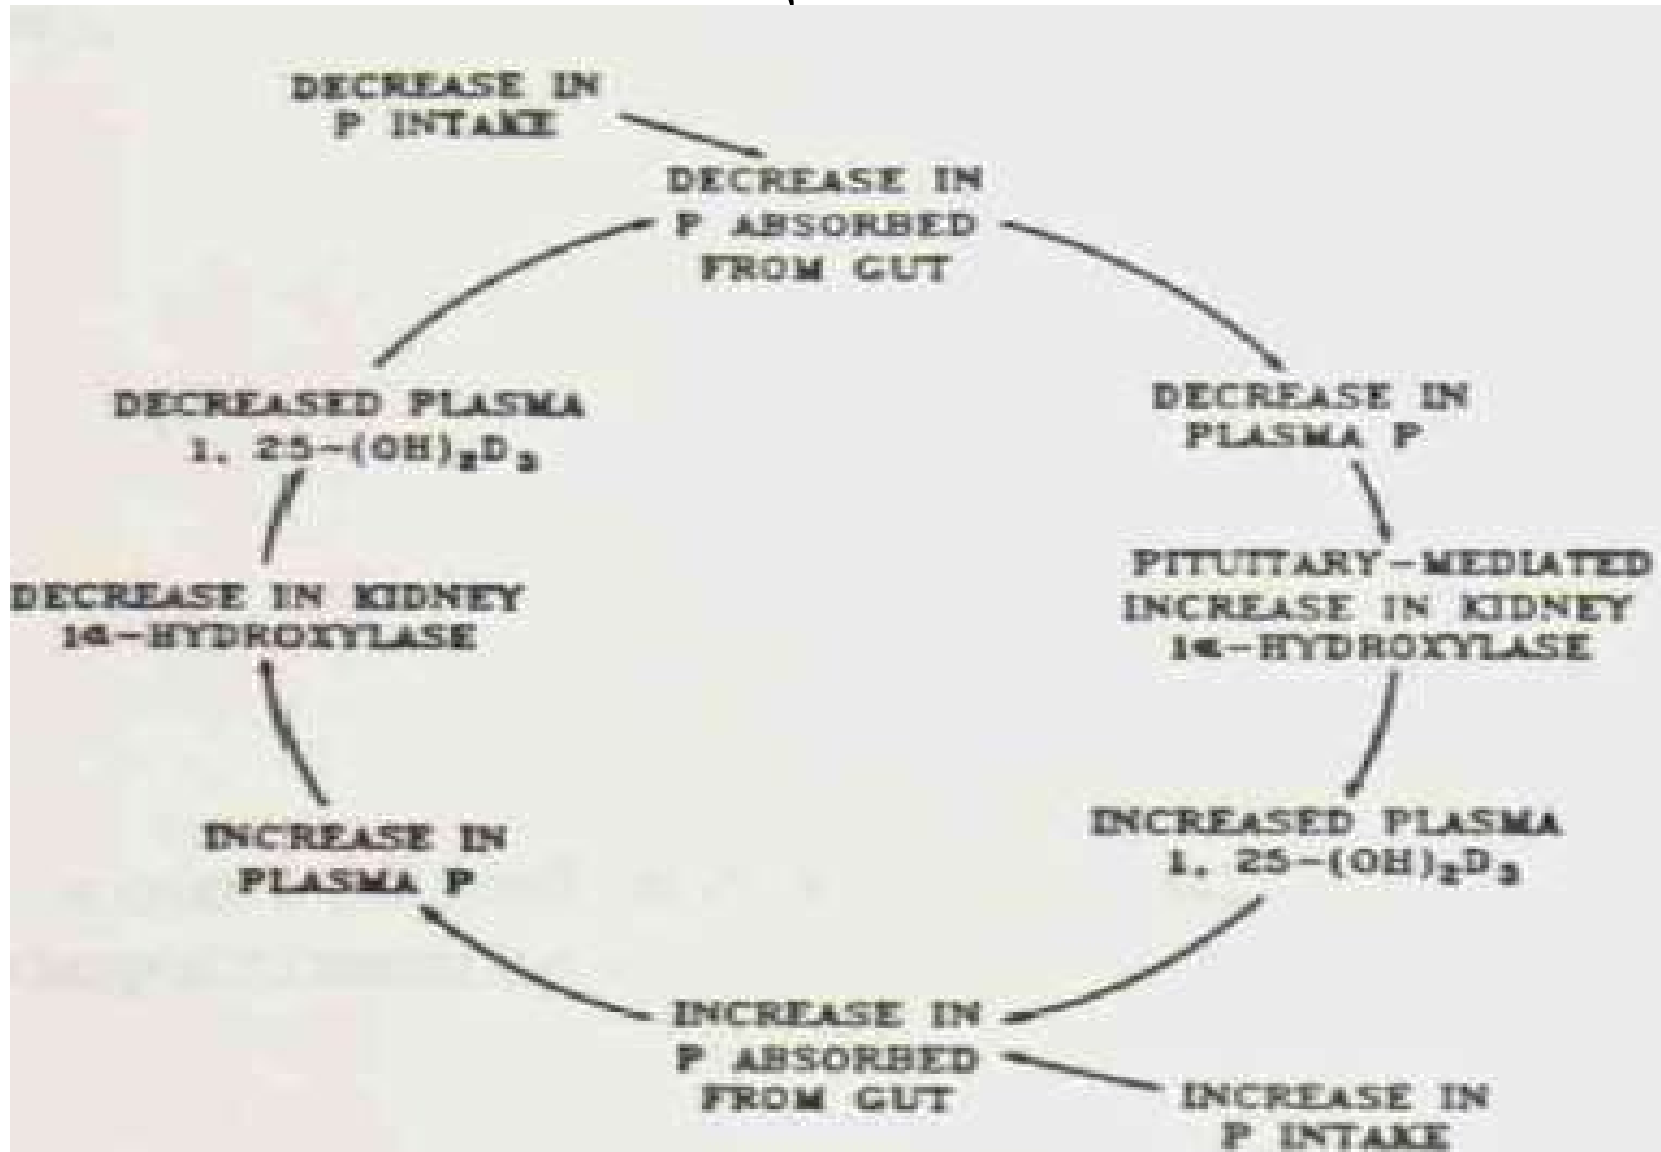 DECREASE IN
P INTAKE
DECREASE IN
P ABSORBED
FROM GUT
DECREASE IN
PLASMA P
PITUITARY-MEDIATED
INCREASE IN KIDNEY
1α-HYDROXYLASE
INCREASED PLASMA
1, 25-(OH)₂D₃
INCREASE IN
P INTAKE
INCREASE IN
P ABSORBED
FROM GUT
INCREASE IN
PLASMA P
DECREASE IN KIDNEY
1α-HYDROXYLASE
DECREASED PLASMA
1, 25-(OH)₂D₃